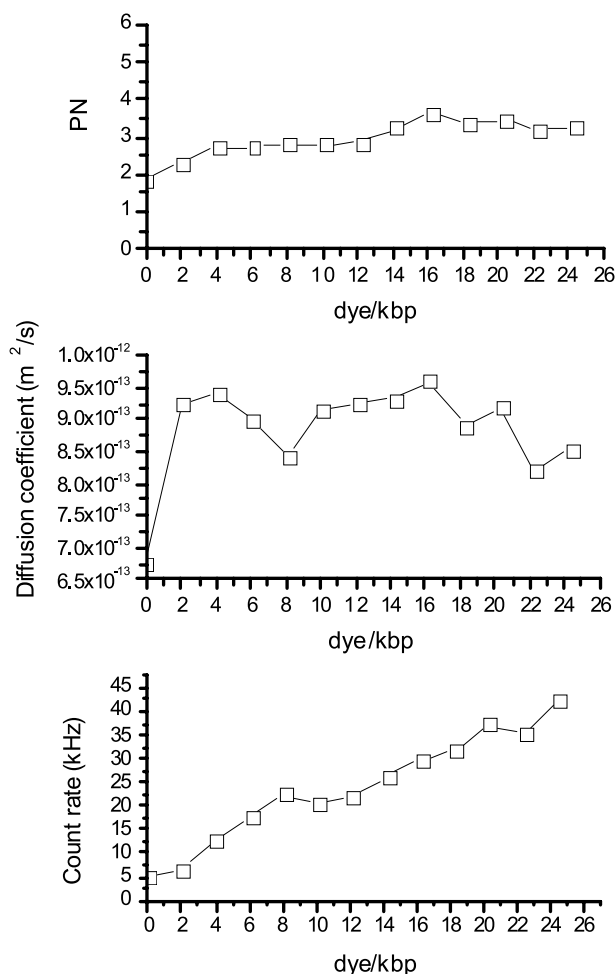 PN
6
5
4
3
2
1
0
0 2 4 6 8 10 12 14 16 18 20 22 24 26
dye/kbp
Diffusion coefficient (m²/s)
1.0x10⁻¹²
9.5x10⁻¹³
9.0x10⁻¹³
8.5x10⁻¹³
8.0x10⁻¹³
7.5x10⁻¹³
7.0x10⁻¹³
6.5x10⁻¹³
0 2 4 6 8 10 12 14 16 18 20 22 24 26
dye/kbp
Count rate (kHz)
45
40
35
30
25
20
15
10
5
0
0 2 4 6 8 10 12 14 16 18 20 22 24 26
dye/kbp